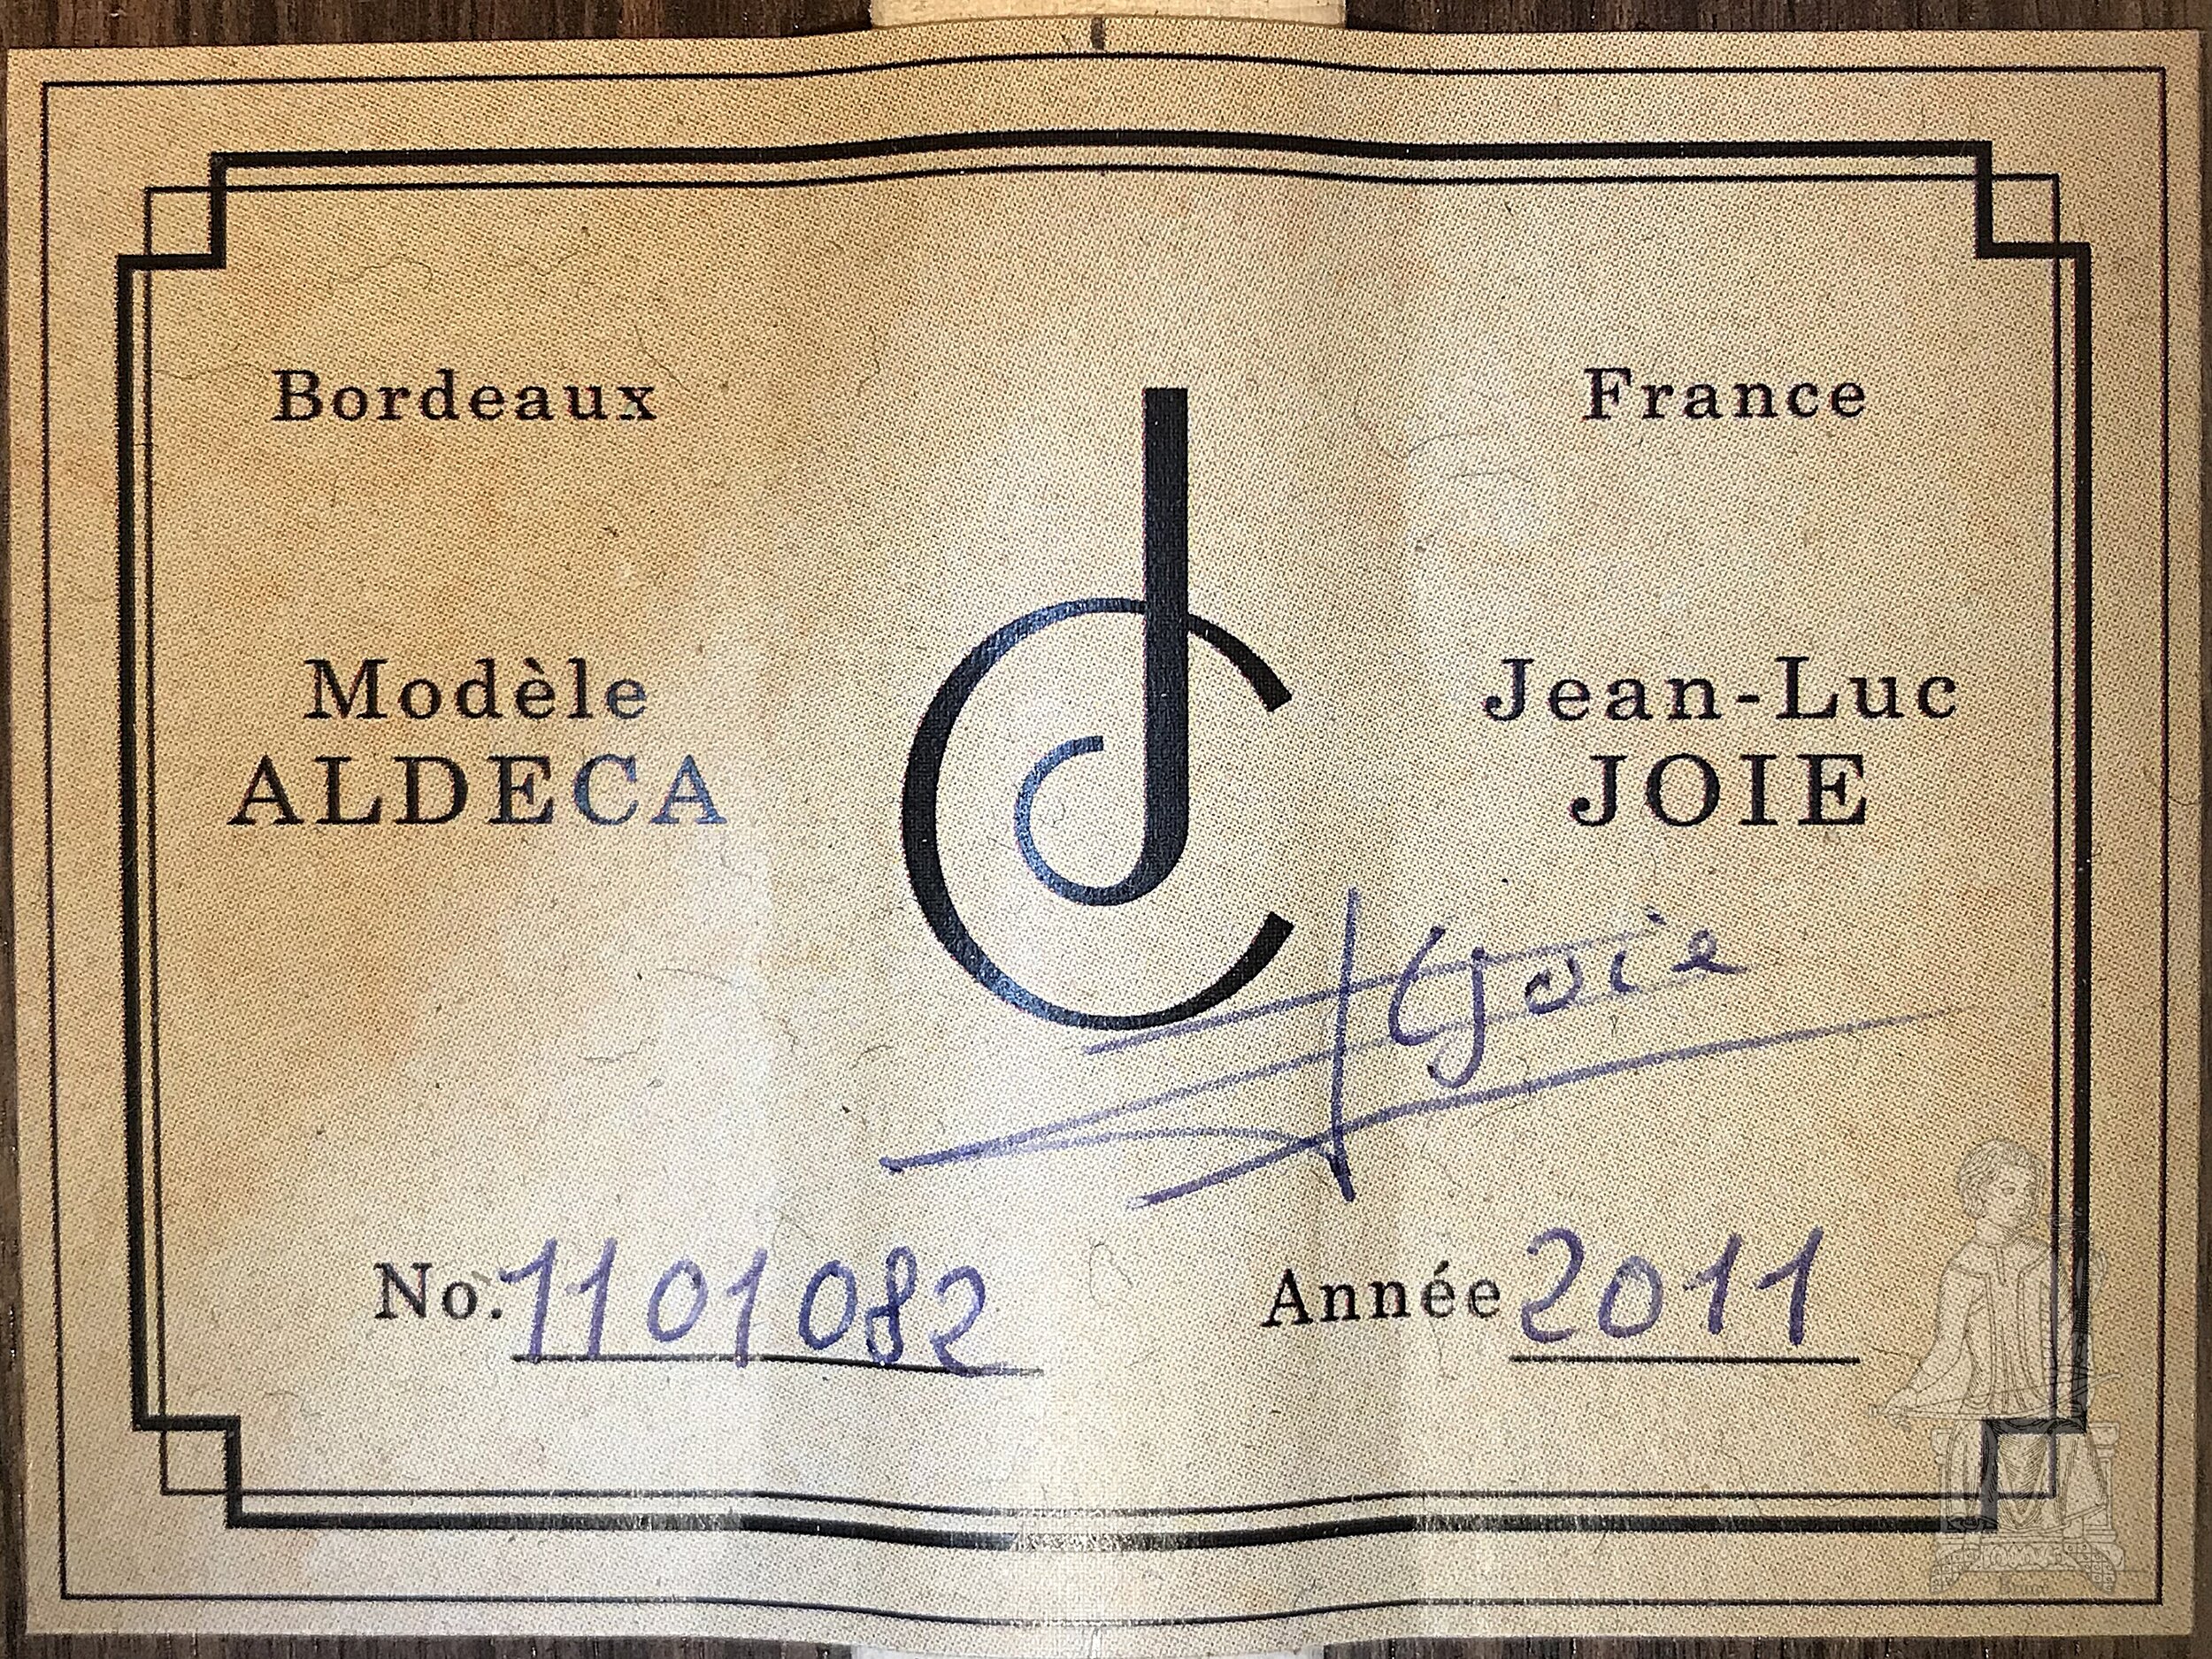 Bordeaux
France
Modèle
ALDECA
Jean-Luc
JOIE
Joie
No. 1101082
Année 2011